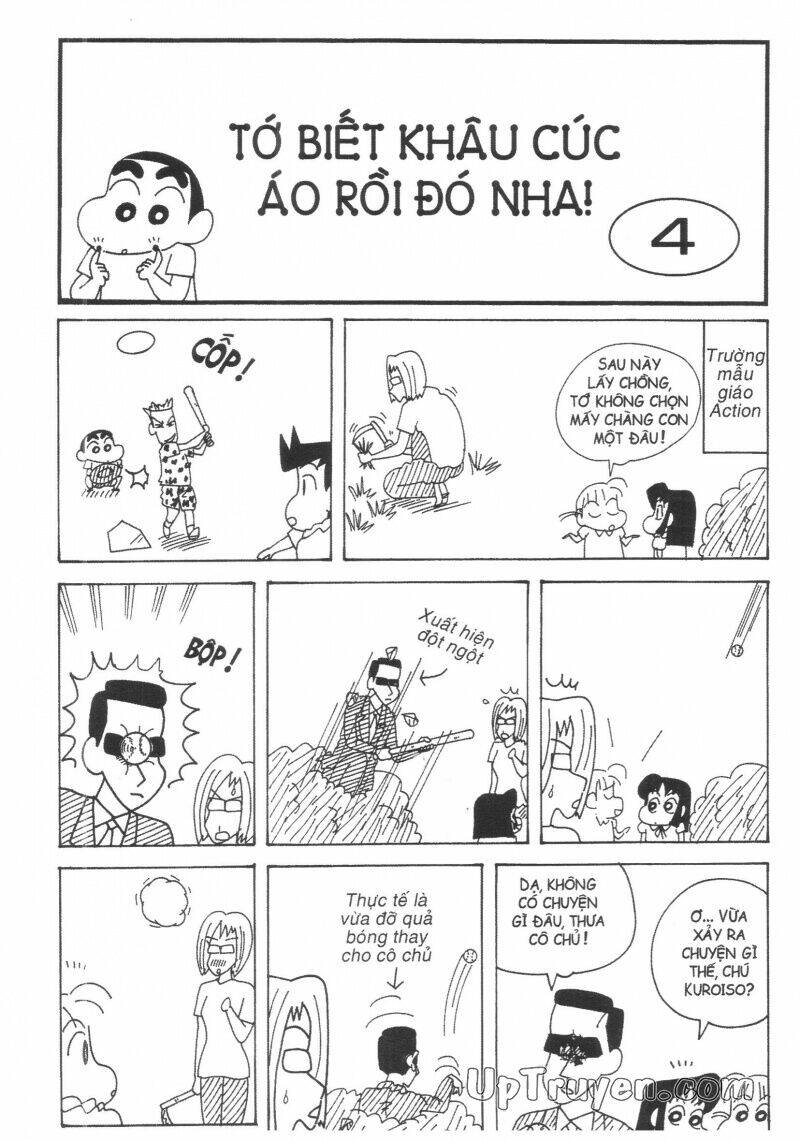 TỚ BIẾT KHÂU CÚC
ÁO RỒI ĐÓ NHA!
4
Trường
mẫu
giáo
Action
SAU NÀY
LẤY CHỒNG,
TỚ KHÔNG CHỌN
MẤY CHÀNG CON
MỘT ĐÂU!
CỐP!
Xuất hiện
đột ngột
BỘP!
Ơ... VỪA
XẢY RA
CHUYỆN GÌ
THẾ, CHÚ
KUROISO?
DẠ, KHÔNG
CÓ CHUYỆN
GÌ ĐÂU, THƯA
CÔ CHỦ!
Thực tế là
vừa đỡ quả
bóng thay
cho cô chủ
UpTruyen.com